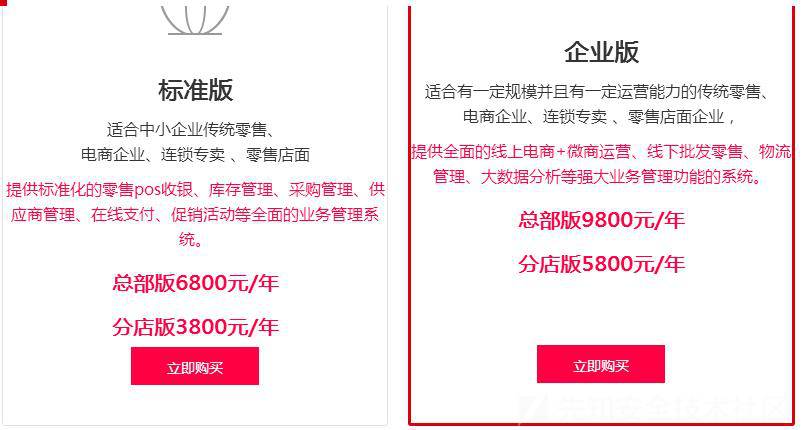 标准版
适合中小企业传统零售、
电商企业、连锁专卖 、零售店面
提供标准化的零售pos收银、库存管理、采购管理、供
应商管理、在线支付、促销活动等全面的业务管理系
统。
总部版6800元/年
分店版3800元/年
立即购买
企业版
适合有一定规模并且有一定运营能力的传统零售、
电商企业、连锁专卖 、零售店面企业，
提供全面的线上电商+微商运营、线下批发零售、物流
管理、大数据分析等强大业务管理功能的系统。
总部版9800元/年
分店版5800元/年
立即购买
先知安全技术社区